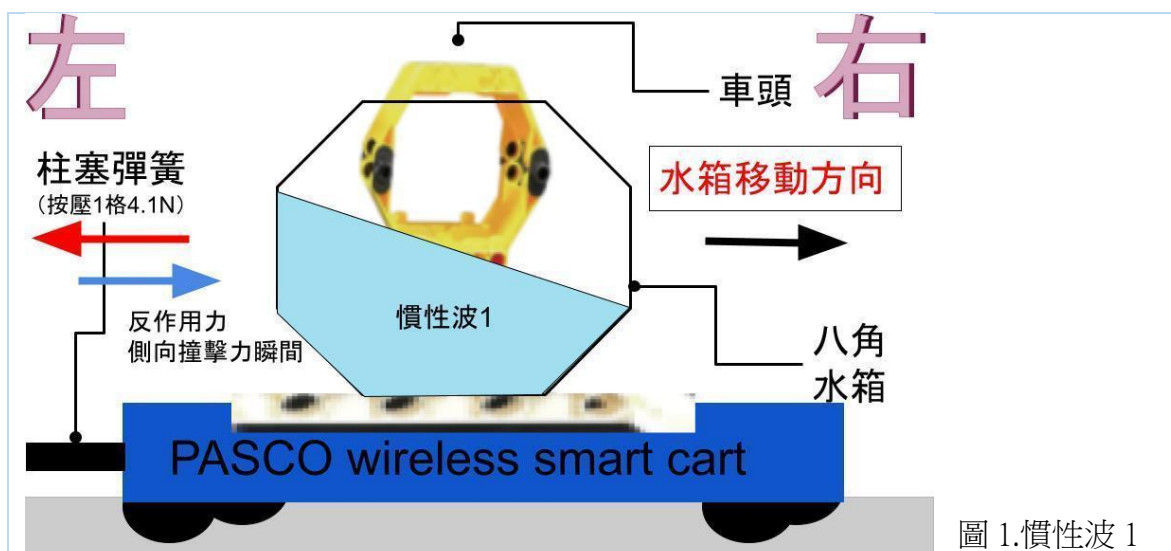 左
右
車頭
柱塞彈簧
(按壓1格4.1N)
水箱移動方向
慣性波1
反作用力
側向撞擊力瞬間
八角
水箱
PASCO wireless smart cart
圖 1.慣性波 1